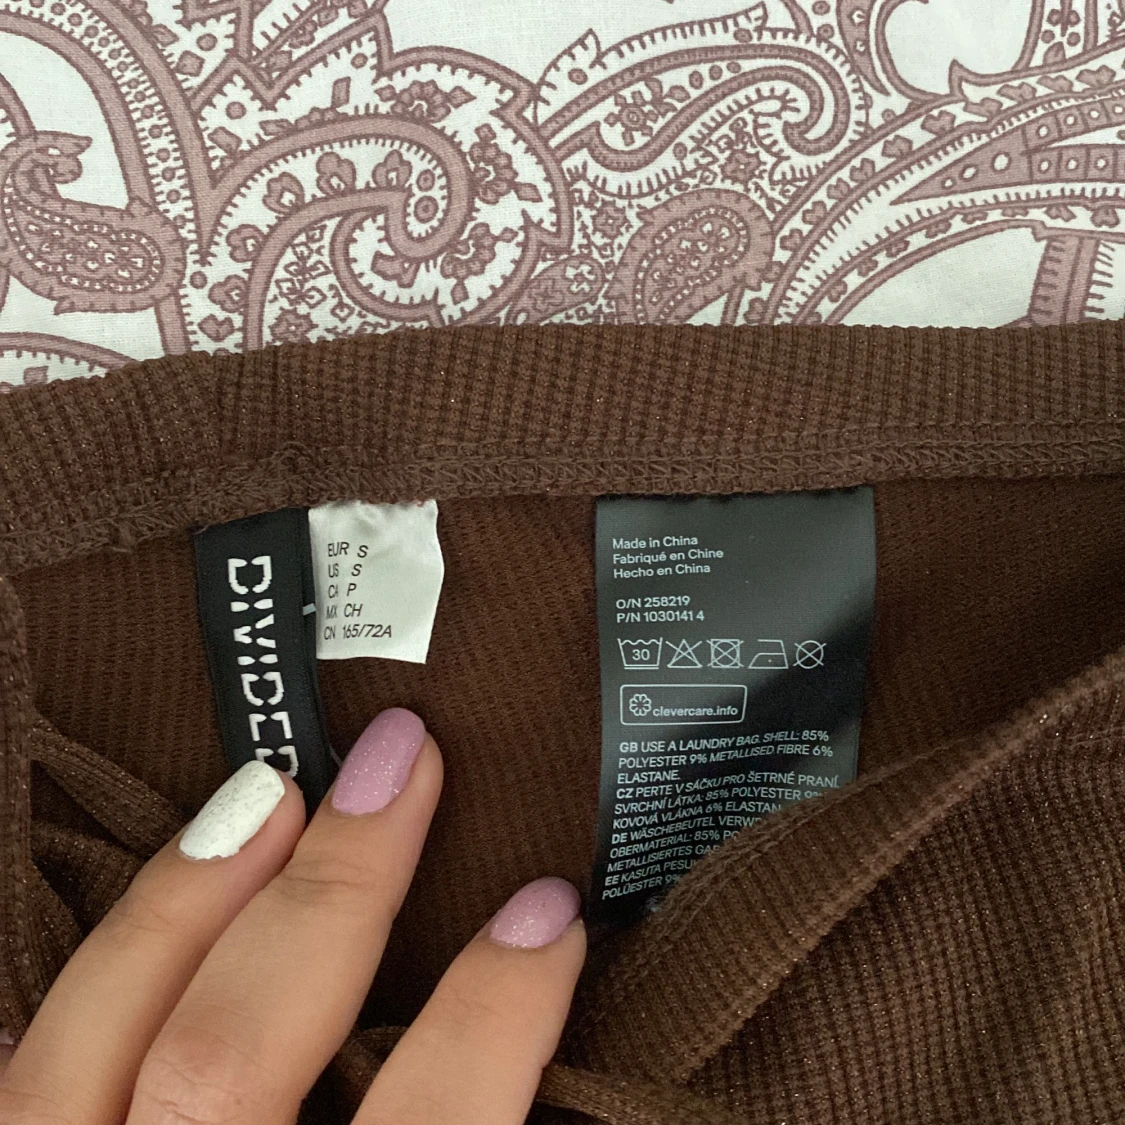 DIVIDED
EUR S
US S
CA P
MX CH
CN 165/72A
Made in China
Fabriqué en Chine
Hecho en China
O/N 258219
P/N 1030141 4
30
clevercare.info
GB USE A LAUNDRY BAG. SHELL: 85%
POLYESTER 9% METALLISED FIBRE 6%
ELASTANE.
CZ PERTE V SÁČKU PRO ŠETRNÉ PRANÍ.
SVRCHNÍ LÁTKA: 85% POLYESTER 9%
KOVOVÁ VLÁKNA 6% ELASTAN
DE WÄSCHEBEUTEL
OBERMATERIAL: 85%
METALLISIERTES
EE KASUTA
POLÜESTER 9%